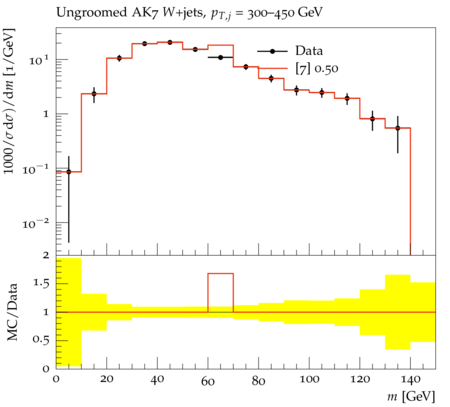 Ungroomed AK7 W+jets, p_{T,j} = 300–450 GeV
1000/σ dσ)/dm [1/GeV]
10^1
1
10^{-1}
10^{-2}
Data
[7] 0.50
MC/Data
2
1.5
1
0.5
0
0 20 40 60 80 100 120 140
m [GeV]